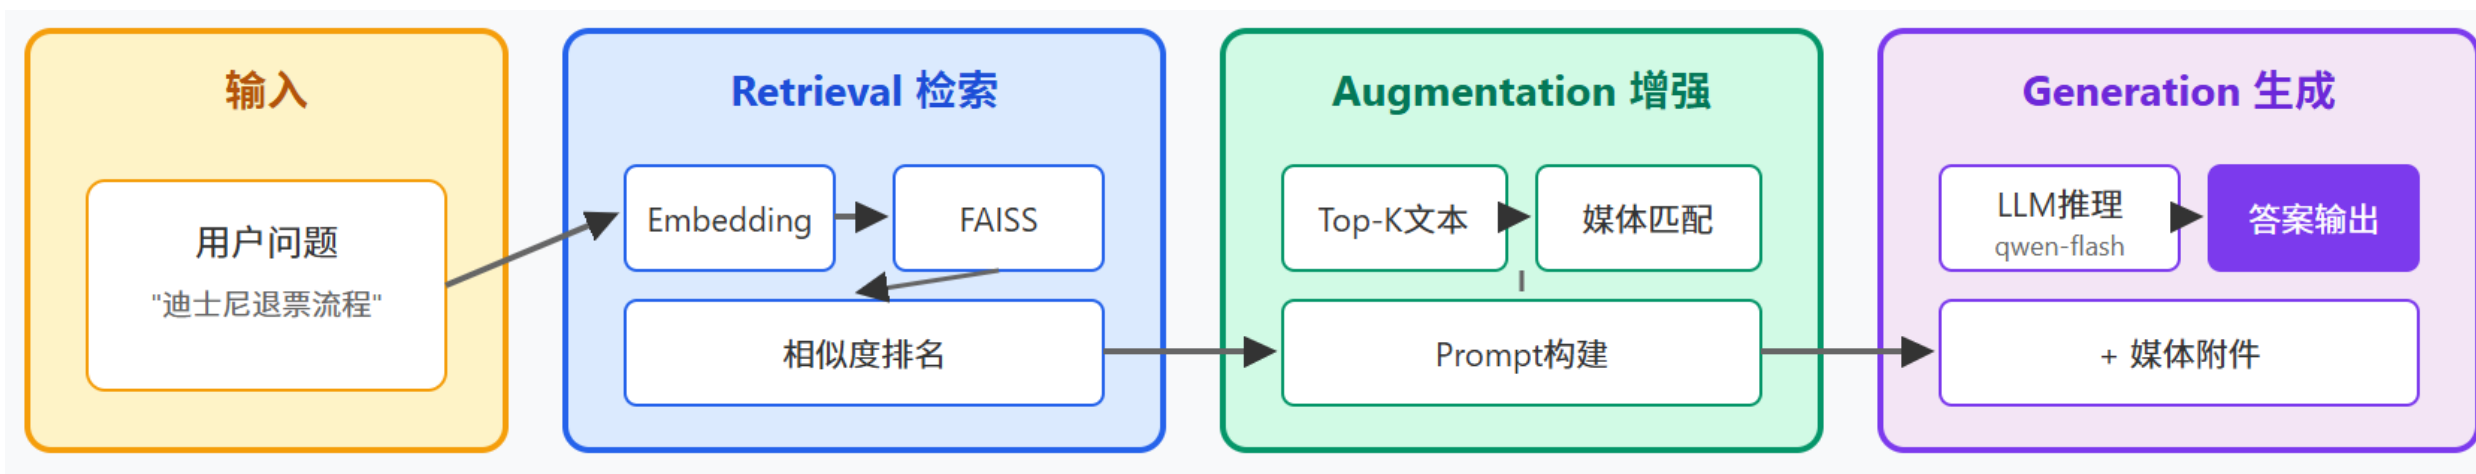 输入
用户问题
"迪士尼退票流程"
Retrieval 检索
Embedding
FAISS
相似度排名
Augmentation 增强
Top-K文本
媒体匹配
Prompt构建
Generation 生成
LLM推理
qwen-flash
答案输出
+ 媒体附件